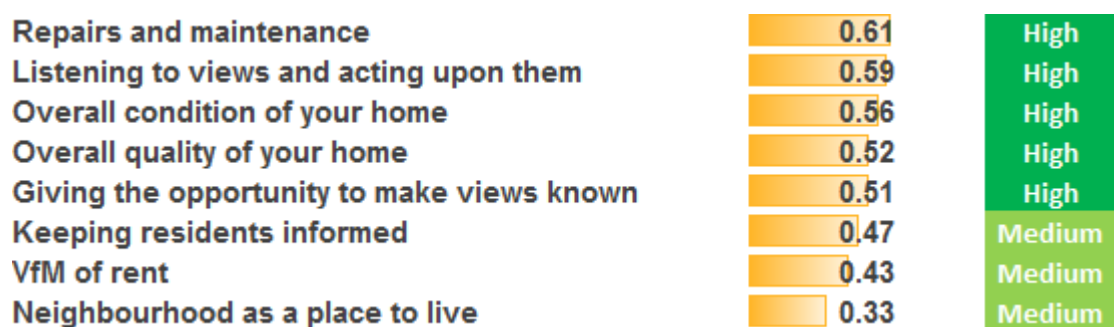 Repairs and maintenance 0.61 High
Listening to views and acting upon them 0.59 High
Overall condition of your home 0.56 High
Overall quality of your home 0.52 High
Giving the opportunity to make views known 0.51 High
Keeping residents informed 0.47 Medium
VfM of rent 0.43 Medium
Neighbourhood as a place to live 0.33 Medium